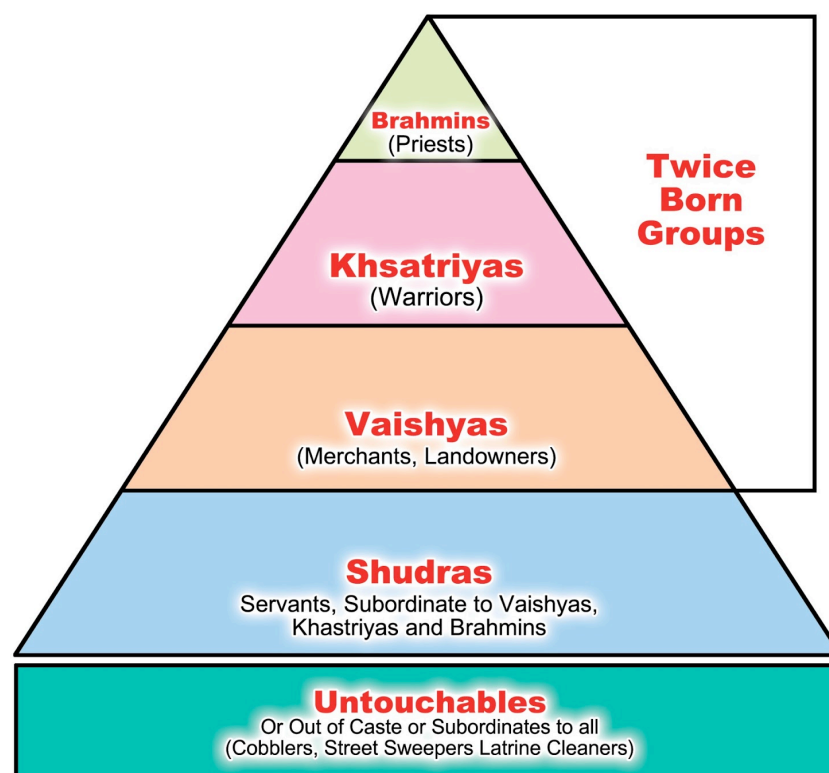 Brahmins
(Priests)
Twice
Born
Groups
Khsatriyas
(Warriors)
Vaishyas
(Merchants, Landowners)
Shudras
Servants, Subordinate to Vaishyas,
Khastriyas and Brahmins
Untouchables
Or Out of Caste or Subordinates to all
(Cobblers, Street Sweepers Latrine Cleaners)